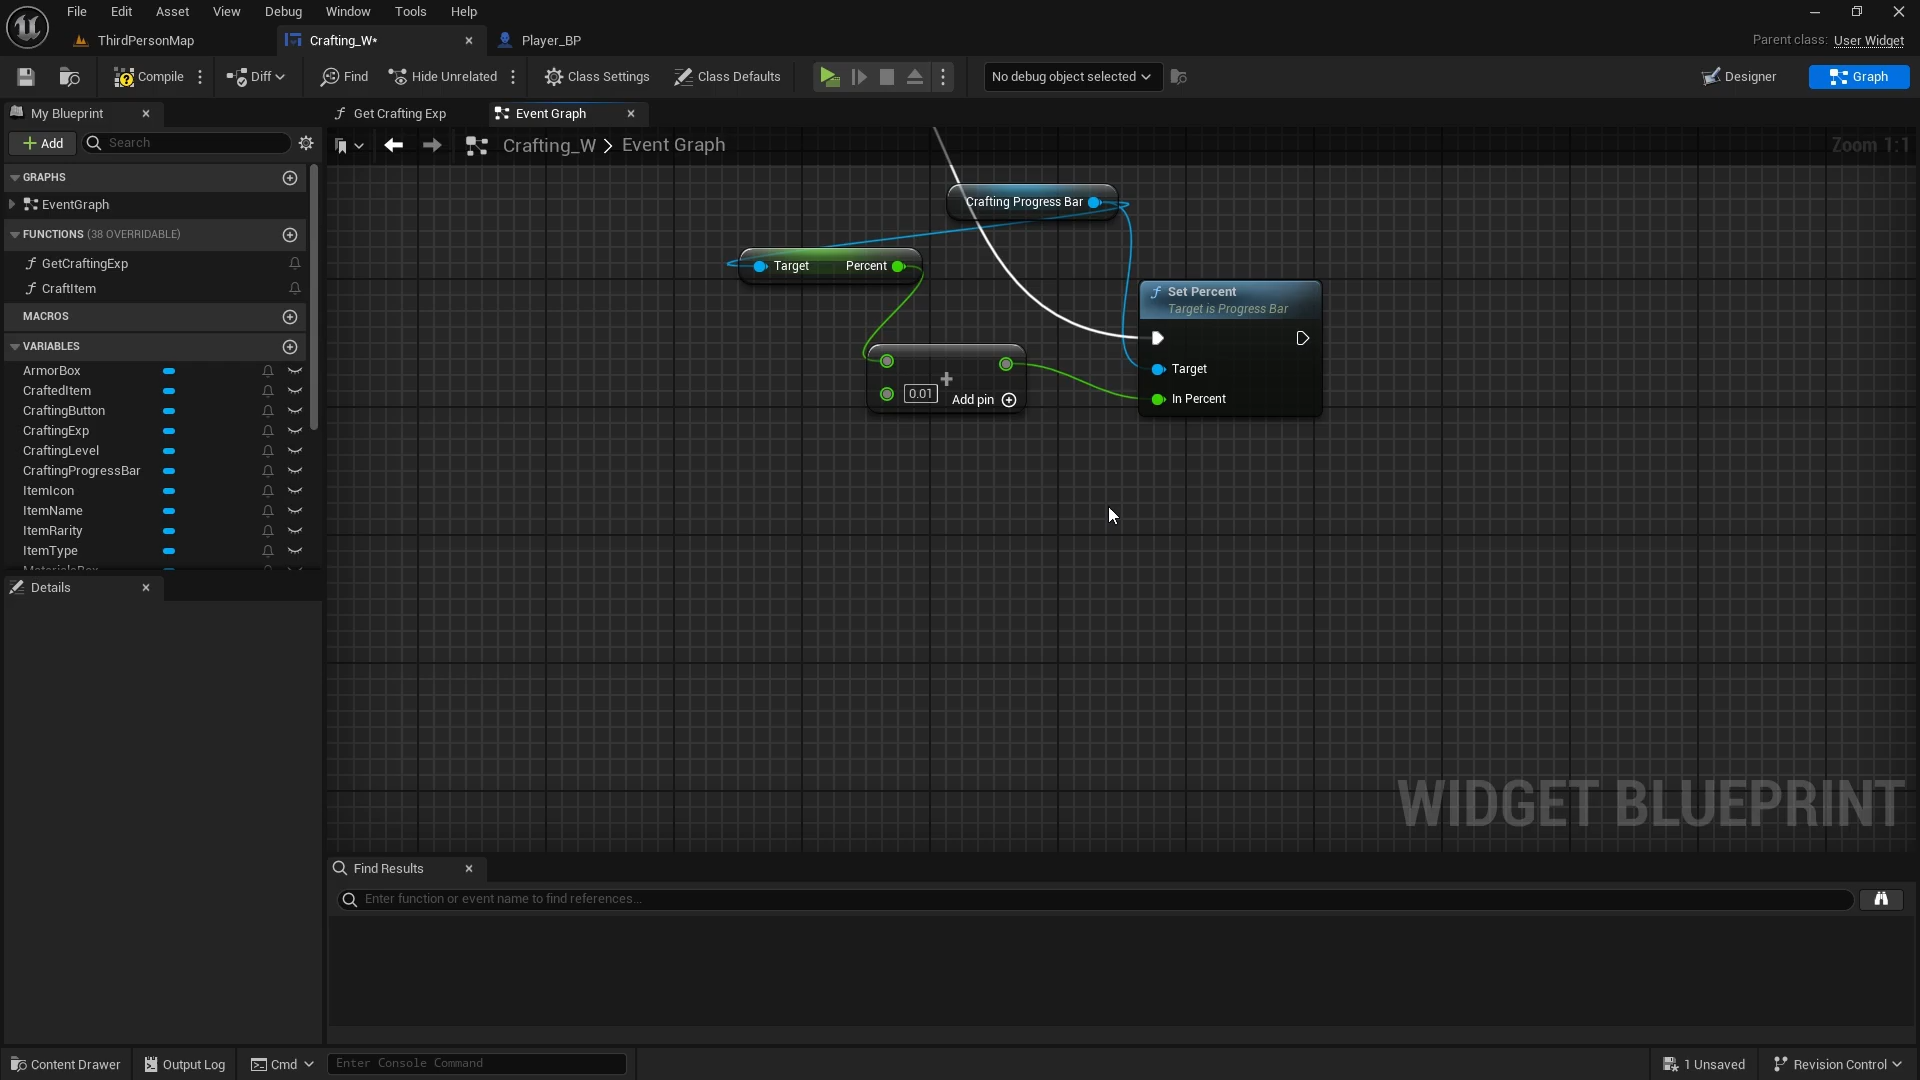 File Edit Asset View Debug Window Tools Help
ThirdPersonMap Crafting_W* Player_BP Parent class: User Widget
Compile Diff Find Hide Unrelated Class Settings Class Defaults No debug object selected Designer Graph
My Blueprint Get Crafting Exp Event Graph
Add Search Crafting_W > Event Graph Zoom 1:1
GRAPHS
EventGraph
FUNCTIONS (38 OVERRIDABLE)
GetCraftingExp
CraftItem
MACROS
VARIABLES
ArmorBox
CraftedItem
CraftingButton
CraftingExp
CraftingLevel
CraftingProgressBar
ItemIcon
ItemName
ItemRarity
ItemType
MaterialsBox
Details
Crafting Progress Bar
Target Percent
Set Percent
Target is Progress Bar
Target
In Percent
0.01 Add pin
WIDGET BLUEPRINT
Find Results
Enter function or event name to find references...
Content Drawer Output Log Cmd Enter Console Command 1 Unsaved Revision Control